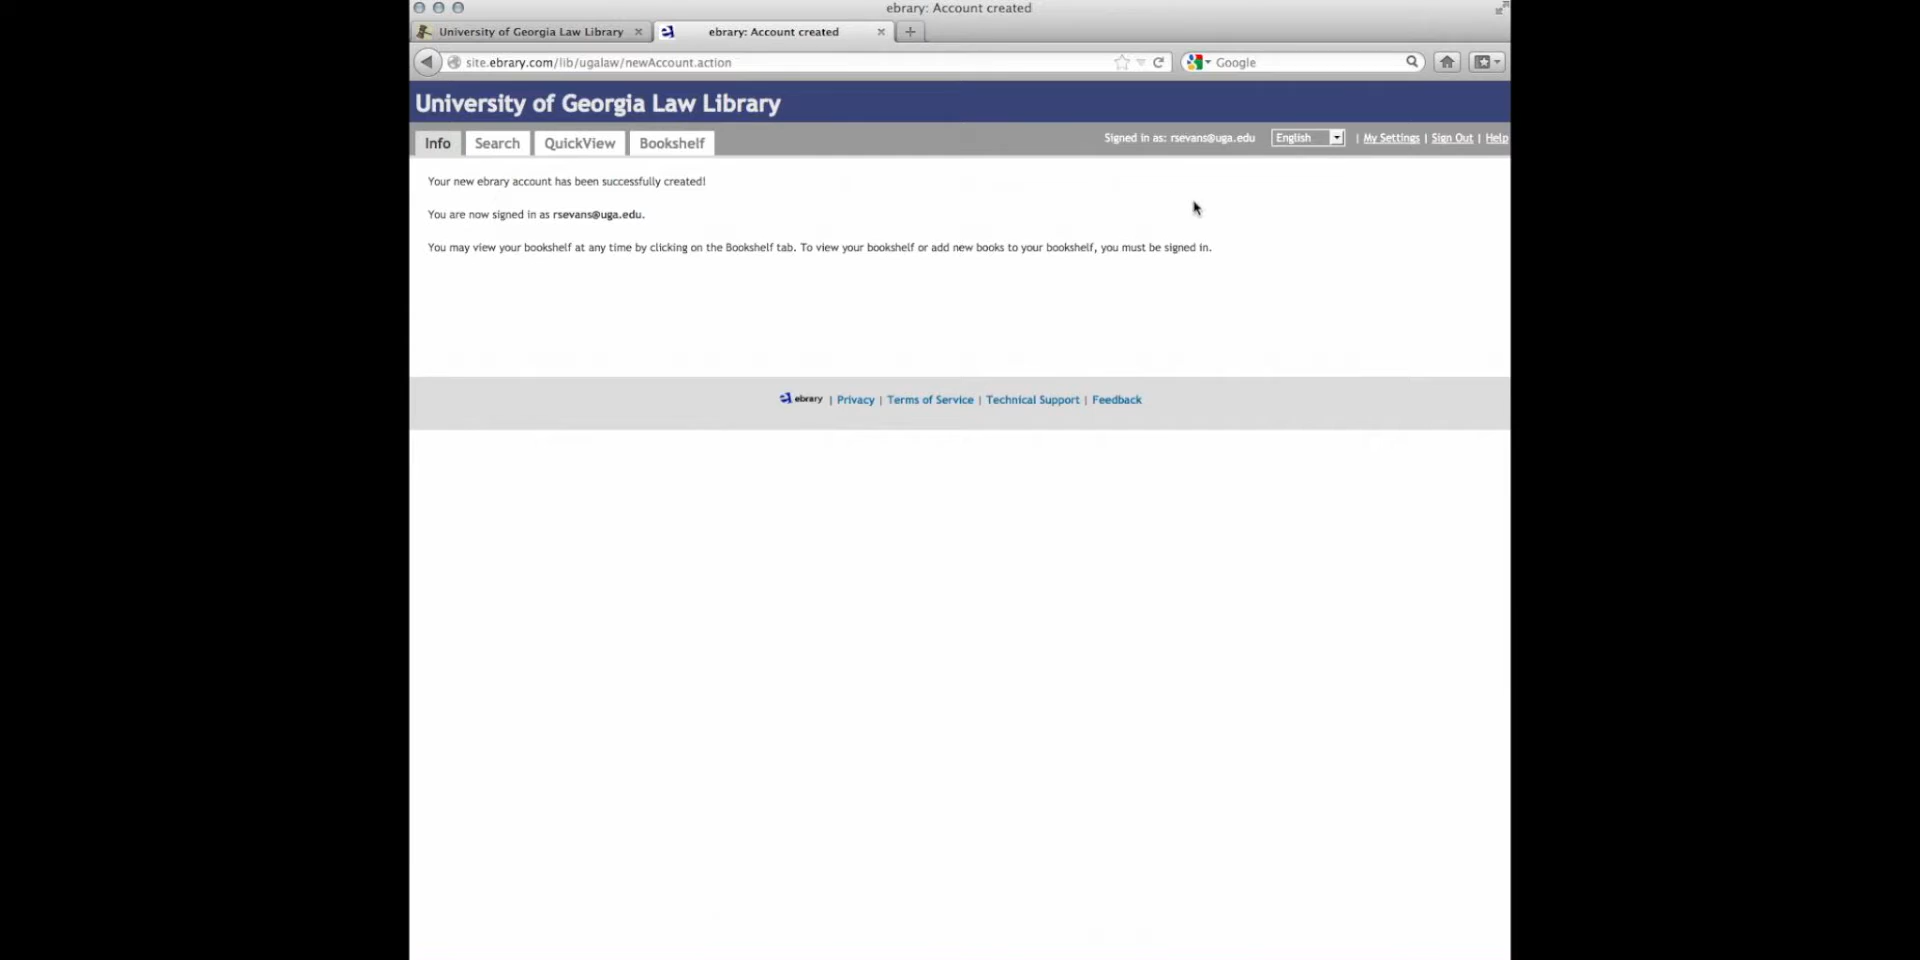 ebrary: Account created
University of Georgia Law Library
ebrary: Account created
site.ebrary.com/lib/ugalaw/newAccount.action
Google
University of Georgia Law Library
Info Search QuickView Bookshelf
Signed in as: rsevans@uga.edu English | My Settings | Sign Out | Help
Your new ebrary account has been successfully created!
You are now signed in as rsevans@uga.edu.
You may view your bookshelf at any time by clicking on the Bookshelf tab. To view your bookshelf or add new books to your bookshelf, you must be signed in.
ebrary | Privacy | Terms of Service | Technical Support | Feedback